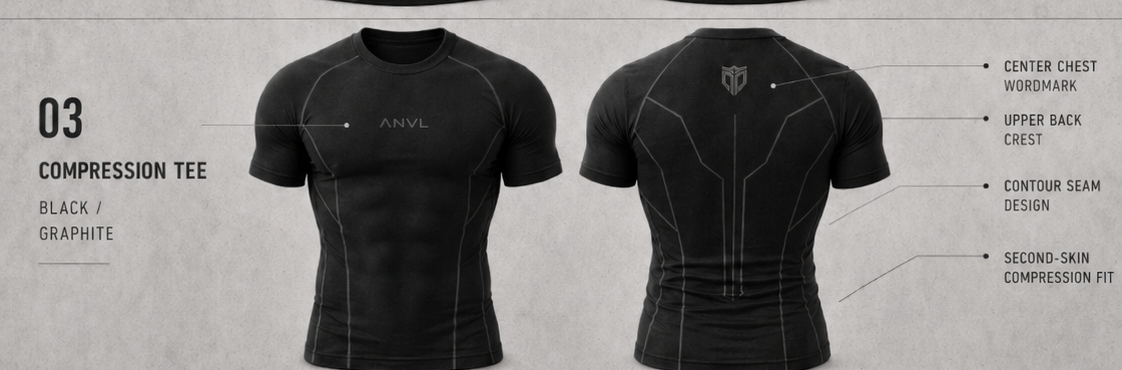 03
COMPRESSION TEE
BLACK /
GRAPHITE
ANVL
CENTER CHEST
WORDMARK
UPPER BACK
CREST
CONTOUR SEAM
DESIGN
SECOND-SKIN
COMPRESSION FIT